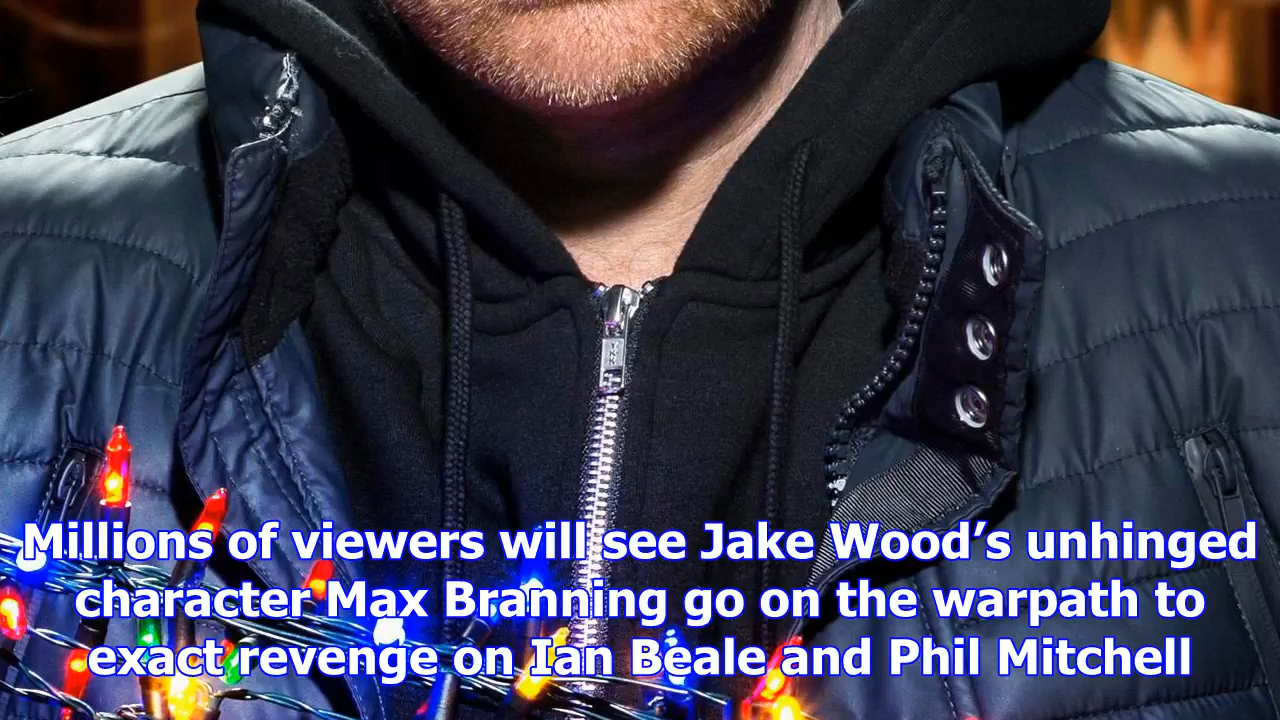 Millions of viewers will see Jake Wood’s unhinged
character Max Branning go on the warpath to
exact revenge on Ian Beale and Phil Mitchell